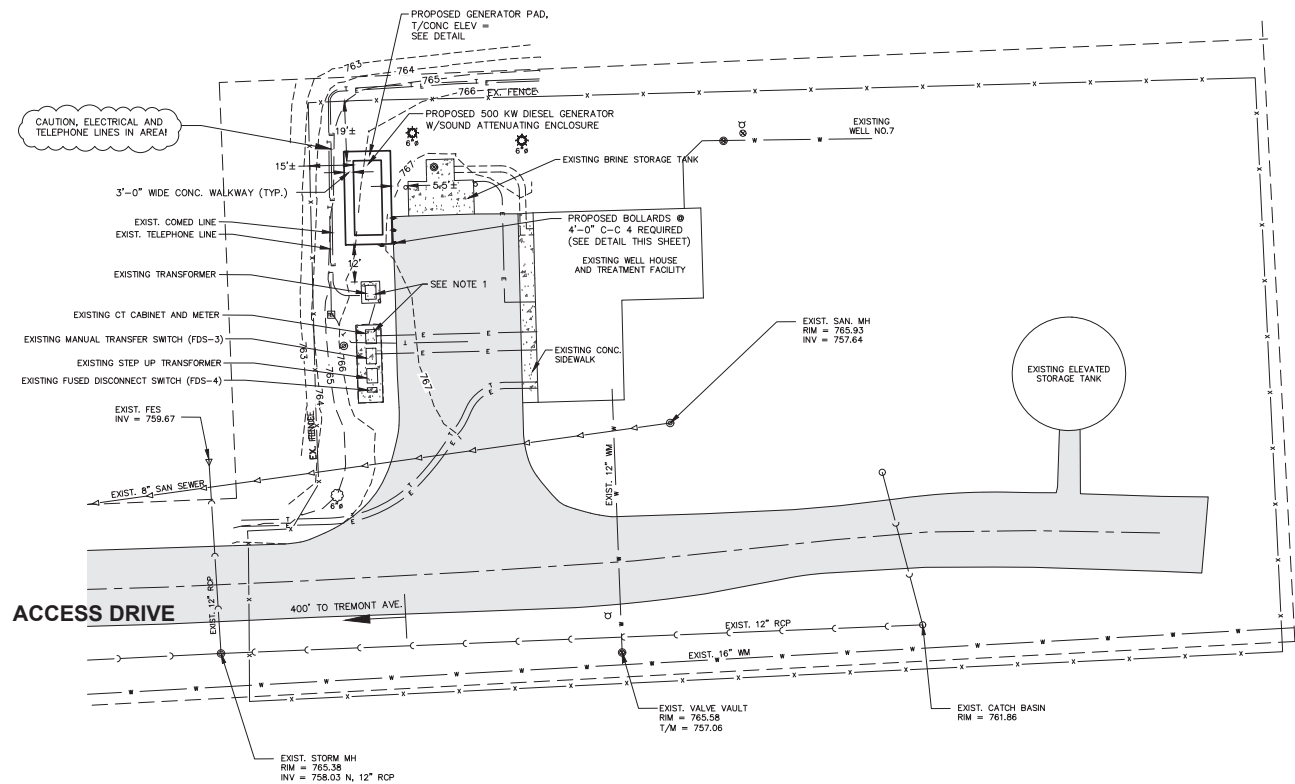 PROPOSED GENERATOR PAD,
T/CONC ELEV =
SEE DETAIL
763
764
765
766
EX. FENCE
CAUTION, ELECTRICAL AND
TELEPHONE LINES IN AREA!
PROPOSED 500 KW DIESEL GENERATOR
W/SOUND ATTENUATING ENCLOSURE
19'±
6"ø
6"ø
EXISTING
WELL NO.7
15'±
767
EXISTING BRINE STORAGE TANK
5.5'±
3'-0" WIDE CONC. WALKWAY (TYP.)
EXIST. COMED LINE
EXIST. TELEPHONE LINE
PROPOSED BOLLARDS @
4'-0" C-C 4 REQUIRED
(SEE DETAIL THIS SHEET)
EXISTING WELL HOUSE
AND TREATMENT FACILITY
12'
EXISTING TRANSFORMER
SEE NOTE 1
EXISTING CT CABINET AND METER
EXISTING MANUAL TRANSFER SWITCH (FDS-3)
EXISTING STEP UP TRANSFORMER
EXISTING FUSED DISCONNECT SWITCH (FDS-4)
763
766
765
764
767
EXISTING CONC.
SIDEWALK
EXIST. SAN. MH
RIM = 765.93
INV = 757.64
EXISTING ELEVATED
STORAGE TANK
EXIST. FES
INV = 759.67
EX. FENCE
EXIST. 8" SAN SEWER
6"ø
EXIST. 12" WM
ACCESS DRIVE
EXIST. 12" RCP
400' TO TREMONT AVE.
EXIST. 12" RCP
EXIST. 16" WM
EXIST. VALVE VAULT
RIM = 765.58
T/M = 757.06
EXIST. CATCH BASIN
RIM = 761.86
EXIST. STORM MH
RIM = 765.38
INV = 758.03 N, 12" RCP